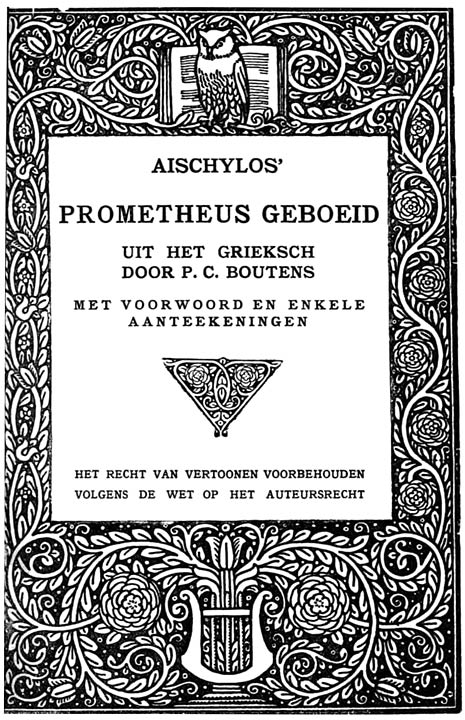 AISCHYLOS'
PROMETHEUS GEBOEID
UIT HET GRIEKSCH
DOOR P. C. BOUTENS
MET VOORWOORD EN ENKELE
AANTEEKENINGEN
HET RECHT VAN VERTOONEN VOORBEHOUDEN
VOLGENS DE WET OP HET AUTEURSRECHT